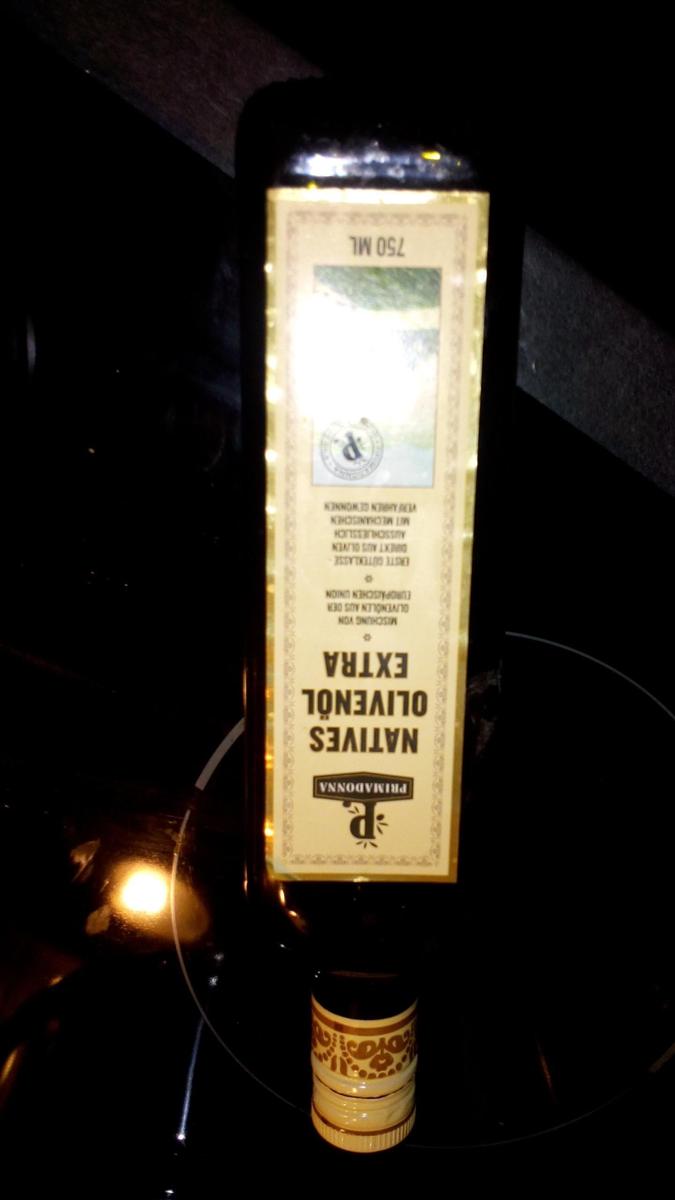 P
PRIMADONNA
NATIVES
OLIVENÖL
EXTRA
MISCHUNG VON
OLIVENÖLEN AUS DER
EUROPÄISCHEN UNION
ERSTE GÜTEKLASSE -
DIREKT AUS OLIVEN
AUSSCHLIESSLICH
MIT MECHANISCHEN
VERFAHREN GEWONNEN
P
750 ML